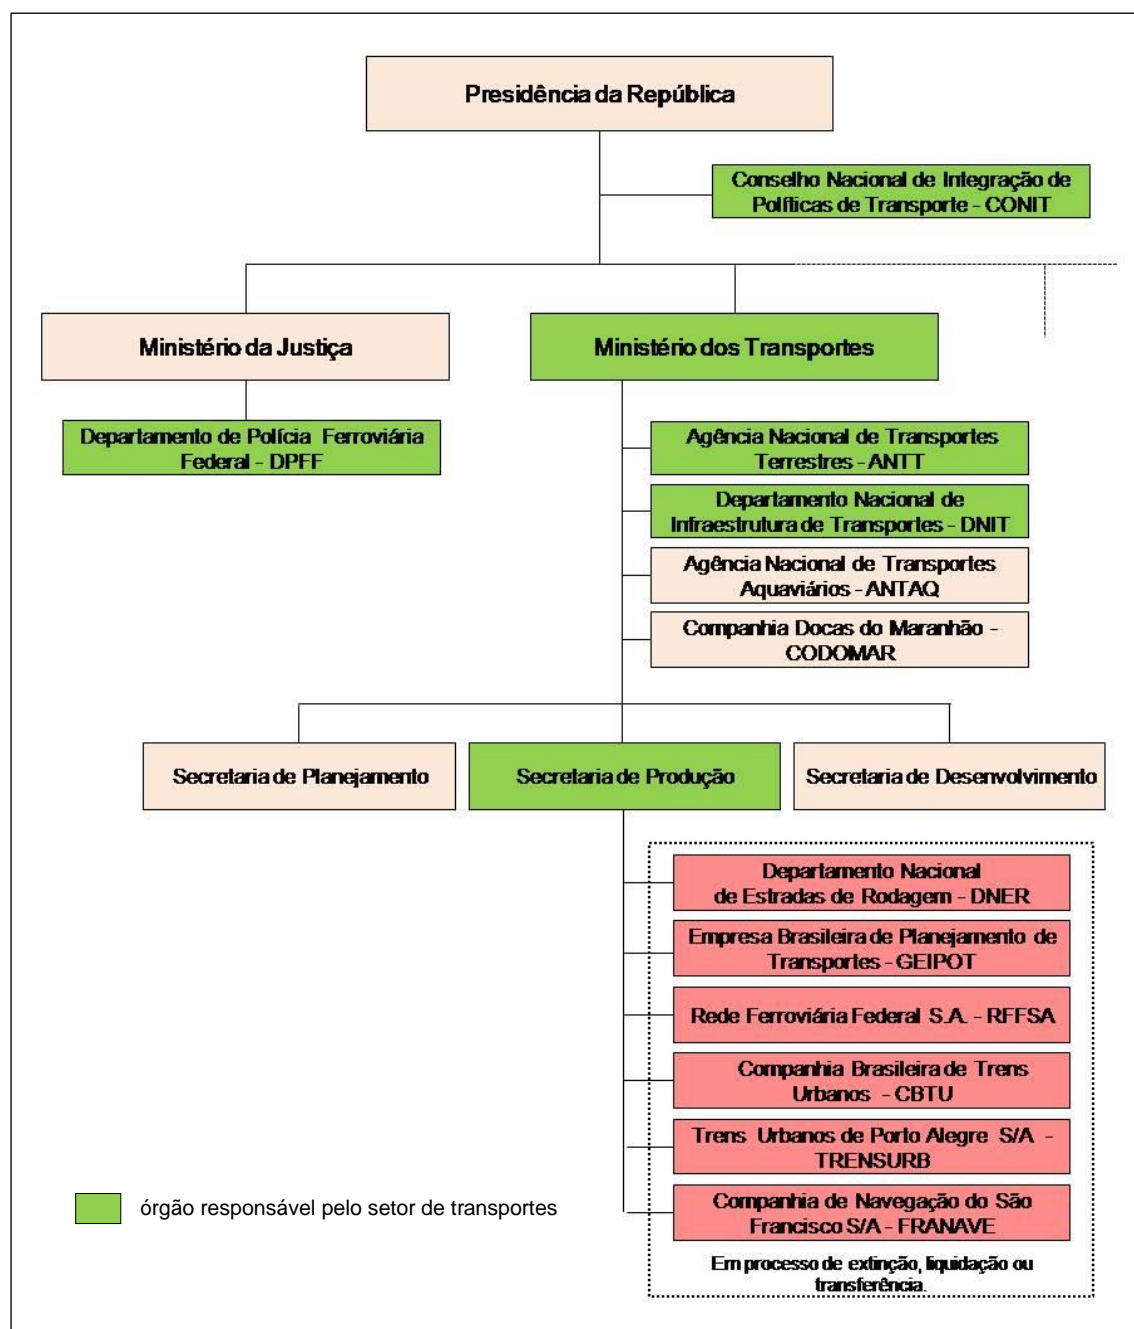 Presidência da República
Conselho Nacional de Integração de
Políticas de Transporte - CONIT
Ministério da Justiça
Ministério dos Transportes
Departamento de Polícia Ferroviária
Federal - DPFF
Agência Nacional de Transportes
Terrestres - ANTT
Departamento Nacional de
Infraestrutura de Transportes - DNIT
Agência Nacional de Transportes
Aquaviários - ANTAQ
Companhia Docas do Maranhão -
CODOMAR
Secretaria de Planejamento
Secretaria de Produção
Secretaria de Desenvolvimento
Departamento Nacional
de Estradas de Rodagem - DNER
Empresa Brasileira de Planejamento de
Transportes - GEIPOT
Rede Ferroviária Federal S.A. - RFFSA
Companhia Brasileira de Trens
Urbanos - CBTU
Trens Urbanos de Porto Alegre S/A -
TRENSURB
Companhia de Navegação do São
Francisco S/A - FRANAVE
órgão responsável pelo setor de transportes
Em processo de extinção, liquidação ou
transferência.